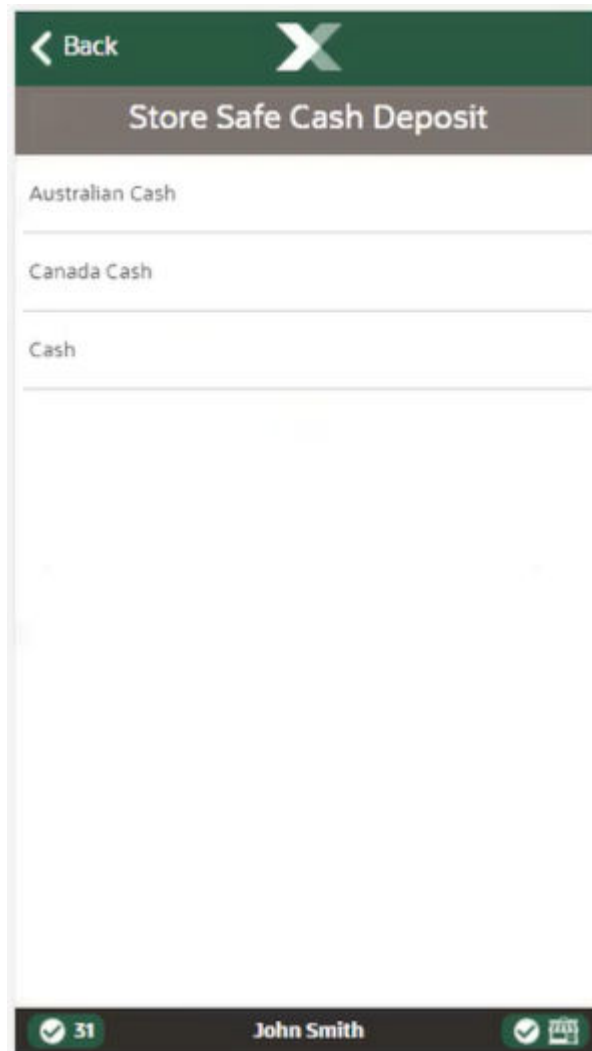 Back
Store Safe Cash Deposit
Australian Cash
Canada Cash
Cash
31 John Smith